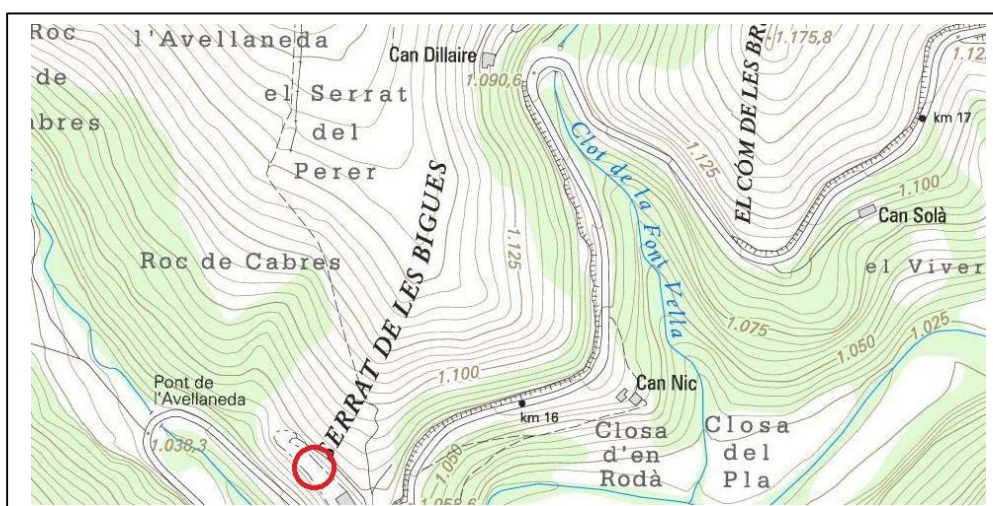 Roc
de
Cabres
l'Avellaneda
el Serrat
del
Perer
Can Dillaire
1.090,6
1.175,8
1.12
km 17
EL CÓM DE LES BR
1.125
Clot de la Font Vella
1.100
Can Solà
el Viver
SERRAT DE LES BIGUES
1.125
Roc de Cabres
1.075
1.050
1.025
1.100
Pont de
l'Avellaneda
1.038,3
km 16
Can Nic
Closa
d'en
Rodà
Closa
del
Pla
1.050
1.058,6